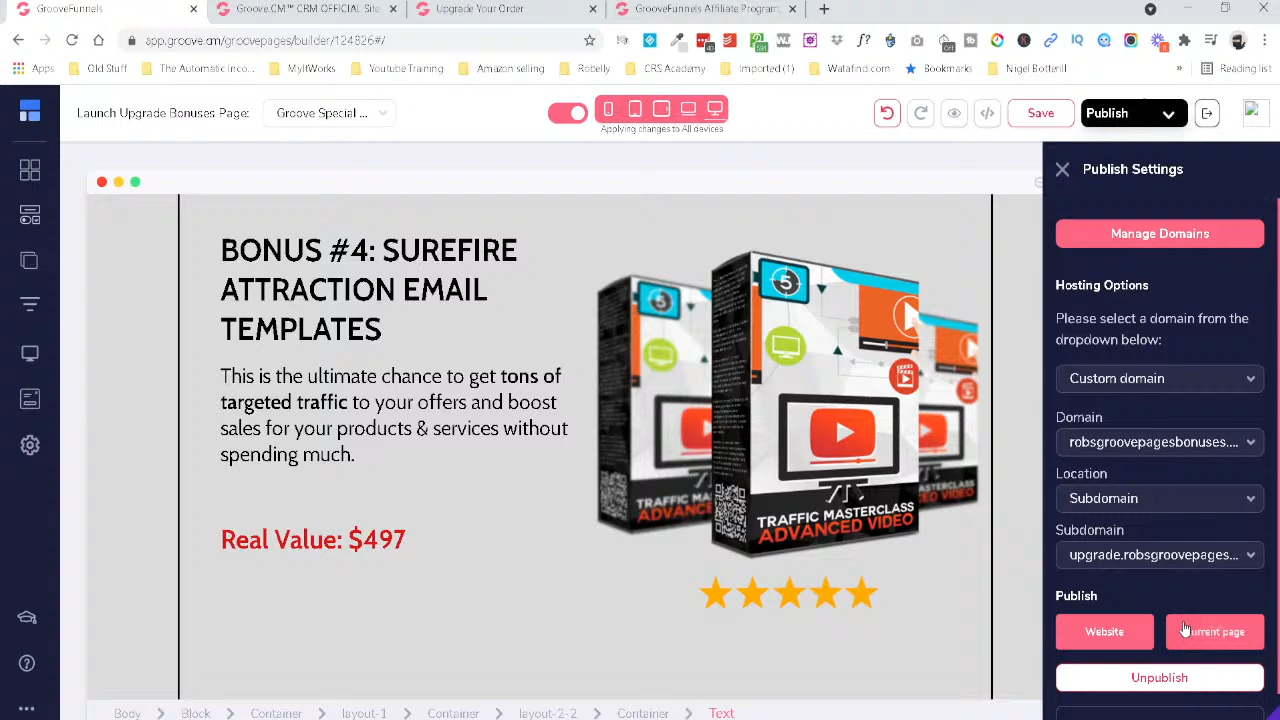 GrooveFunnels
Groove.CM™ CRM OFFICIAL Site
Upgrade Your Order
GrooveFunnels Affiliate Program
app.groove.cm/groovepages/builder/124826#/
Apps
Old Stuff
The Authentic Inco...
MultWorks
Youtube Training
Amazon selling
Robelly
CRS Academy
Imported (1)
Watafind.com
Bookmarks
Nigel Botterill
»
Reading list
Launch Upgrade Bonuses Page:
Groove Special ...
Applying changes to All devices
Save
Publish
Publish Settings
Manage Domains
Hosting Options
Please select a domain from the
dropdown below:
Custom domain
Domain
robsgroovepagesbonuses....
Location
Subdomain
Subdomain
upgrade.robsgroovepages...
Publish
Website
Current page
Unpublish
BONUS #4: SUREFIRE
ATTRACTION EMAIL
TEMPLATES
This is the ultimate chance to get tons of
targeted traffic to your offers and boost
sales for your products & services without
spending much.
Real Value: $497
5
TRAFFIC MASTERCLASS
ADVANCED VIDEO
Body
Container
layout-1
Container
layout-2-2
Container
Text